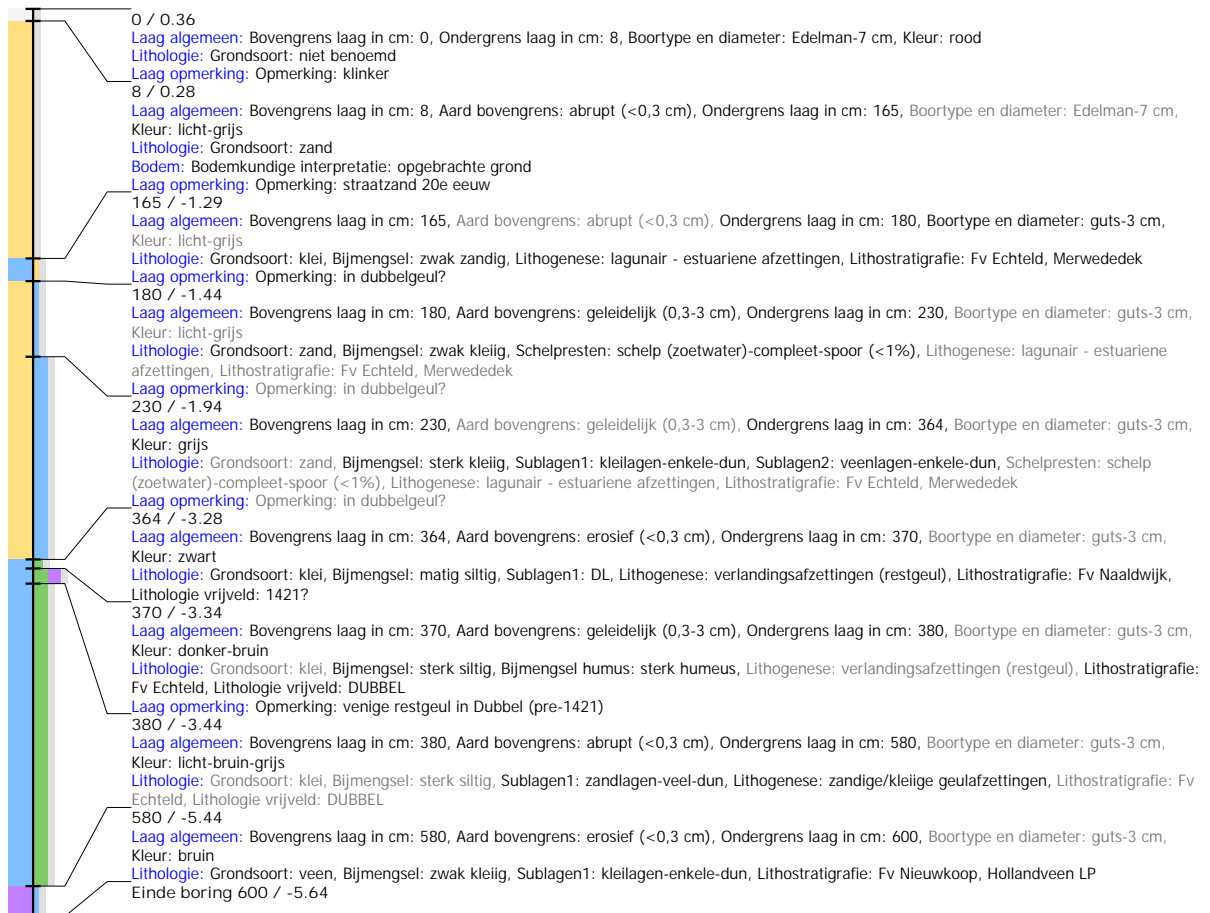 0 / 0.36
Laag algemeen: Bovengrens laag in cm: 0, Ondergrens laag in cm: 8, Boortype en diameter: Edelman-7 cm, Kleur: rood
Lithologie: Grondsoort: niet benoemd
Laag opmerking: Opmerking: klinker
8 / 0.28
Laag algemeen: Bovengrens laag in cm: 8, Aard bovengrens: abrupt (<0,3 cm), Ondergrens laag in cm: 165, Boortype en diameter: Edelman-7 cm,
Kleur: licht-grijs
Lithologie: Grondsoort: zand
Bodem: Bodemkundige interpretatie: opgebrachte grond
Laag opmerking: Opmerking: straatzand 20e eeuw
165 / -1.29
Laag algemeen: Bovengrens laag in cm: 165, Aard bovengrens: abrupt (<0,3 cm), Ondergrens laag in cm: 180, Boortype en diameter: guts-3 cm,
Kleur: licht-grijs
Lithologie: Grondsoort: klei, Bijmengsel: zwak zandig, Lithogenese: lagunair - estuariene afzettingen, Lithostratigrafie: Fv Echteld, Merwededek
Laag opmerking: Opmerking: in dubbelgeul?
180 / -1.44
Laag algemeen: Bovengrens laag in cm: 180, Aard bovengrens: geleidelijk (0,3-3 cm), Ondergrens laag in cm: 230, Boortype en diameter: guts-3 cm,
Kleur: licht-grijs
Lithologie: Grondsoort: zand, Bijmengsel: zwak kleiig, Schelpresten: schelp (zoetwater)-compleet-spoor (<1%), Lithogenese: lagunair - estuariene
afzettingen, Lithostratigrafie: Fv Echteld, Merwededek
Laag opmerking: Opmerking: in dubbelgeul?
230 / -1.94
Laag algemeen: Bovengrens laag in cm: 230, Aard bovengrens: geleidelijk (0,3-3 cm), Ondergrens laag in cm: 364, Boortype en diameter: guts-3 cm,
Kleur: grijs
Lithologie: Grondsoort: zand, Bijmengsel: sterk kleiig, Sublagen1: kleilagen-enkele-dun, Sublagen2: veenlagen-enkele-dun, Schelpresten: schelp
(zoetwater)-compleet-spoor (<1%), Lithogenese: lagunair - estuariene afzettingen, Lithostratigrafie: Fv Echteld, Merwededek
Laag opmerking: Opmerking: in dubbelgeul?
364 / -3.28
Laag algemeen: Bovengrens laag in cm: 364, Aard bovengrens: erosief (<0,3 cm), Ondergrens laag in cm: 370, Boortype en diameter: guts-3 cm,
Kleur: zwart
Lithologie: Grondsoort: klei, Bijmengsel: matig siltig, Sublagen1: DL, Lithogenese: verlandingsafzettingen (restgeul), Lithostratigrafie: Fv Naaldwijk,
Lithologie vrijveld: 1421?
370 / -3.34
Laag algemeen: Bovengrens laag in cm: 370, Aard bovengrens: geleidelijk (0,3-3 cm), Ondergrens laag in cm: 380, Boortype en diameter: guts-3 cm,
Kleur: donker-bruin
Lithologie: Grondsoort: klei, Bijmengsel: sterk siltig, Bijmengsel humus: sterk humeus, Lithogenese: verlandingsafzettingen (restgeul), Lithostratigrafie:
Fv Echteld, Lithologie vrijveld: DUBBEL
Laag opmerking: Opmerking: venige restgeul in Dubbel (pre-1421)
380 / -3.44
Laag algemeen: Bovengrens laag in cm: 380, Aard bovengrens: abrupt (<0,3 cm), Ondergrens laag in cm: 580, Boortype en diameter: guts-3 cm,
Kleur: licht-bruin-grijs
Lithologie: Grondsoort: klei, Bijmengsel: sterk siltig, Sublagen1: zandlagen-veel-dun, Lithogenese: zandige/kleiige geulafzettingen, Lithostratigrafie: Fv
Echteld, Lithologie vrijveld: DUBBEL
580 / -5.44
Laag algemeen: Bovengrens laag in cm: 580, Aard bovengrens: erosief (<0,3 cm), Ondergrens laag in cm: 600, Boortype en diameter: guts-3 cm,
Kleur: bruin
Lithologie: Grondsoort: veen, Bijmengsel: zwak kleiig, Sublagen1: kleilagen-enkele-dun, Lithostratigrafie: Fv Nieuwkoop, Hollandveen LP
Einde boring 600 / -5.64